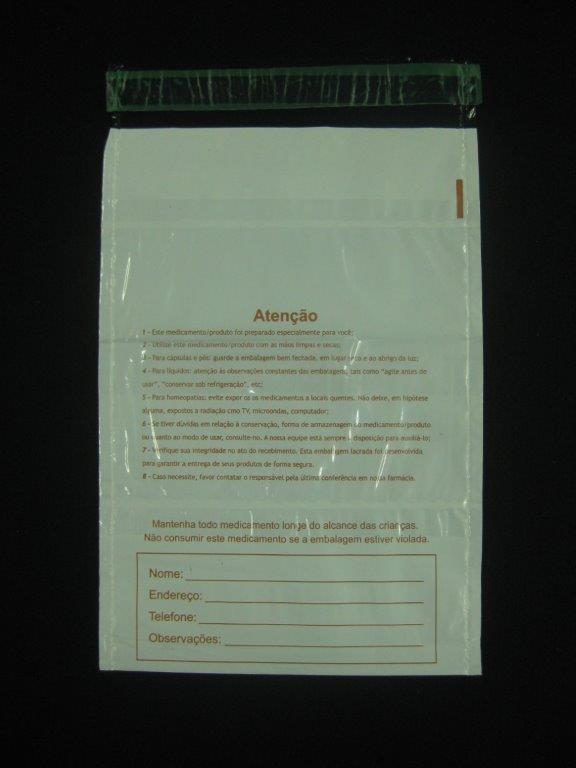 Atenção
1 - Este medicamento/produto foi preparado especialmente para você;
2 - Utilize este medicamento/produto com as mãos limpas e secas;
3 - Para cápsulas e pós: guarde a embalagem bem fechada, em lugar seco e ao abrigo da luz;
4 - Para líquidos: atenção às observações constantes das embalagens, tais como "agite antes de
usar", "conservar sob refrigeração", etc;
5 - Para homeopatias: evite expor os os medicamentos a locais quentes. Não deixe, em hipótese
alguma, expostos a radiação cmo TV, microondas, computador;
6 - Se tiver dúvidas em relação à conservação, forma de armazenagem do medicamento/produto
ou quanto ao modo de usar, consulte-no. A nossa equipe está sempre à disposição para auxiliá-lo;
7 - Verifique sua integridade no ato do recebimento. Esta embalagem lacrada foi desenvolvida
para garantir a entrega de seus produtos de forma segura.
8 - Caso necessite, favor contatar o responsável pela última conferência em nossa farmácia.
Mantenha todo medicamento longe do alcance das crianças.
Não consumir este medicamento se a embalagem estiver violada.
Nome:
Endereço:
Telefone:
Observações: